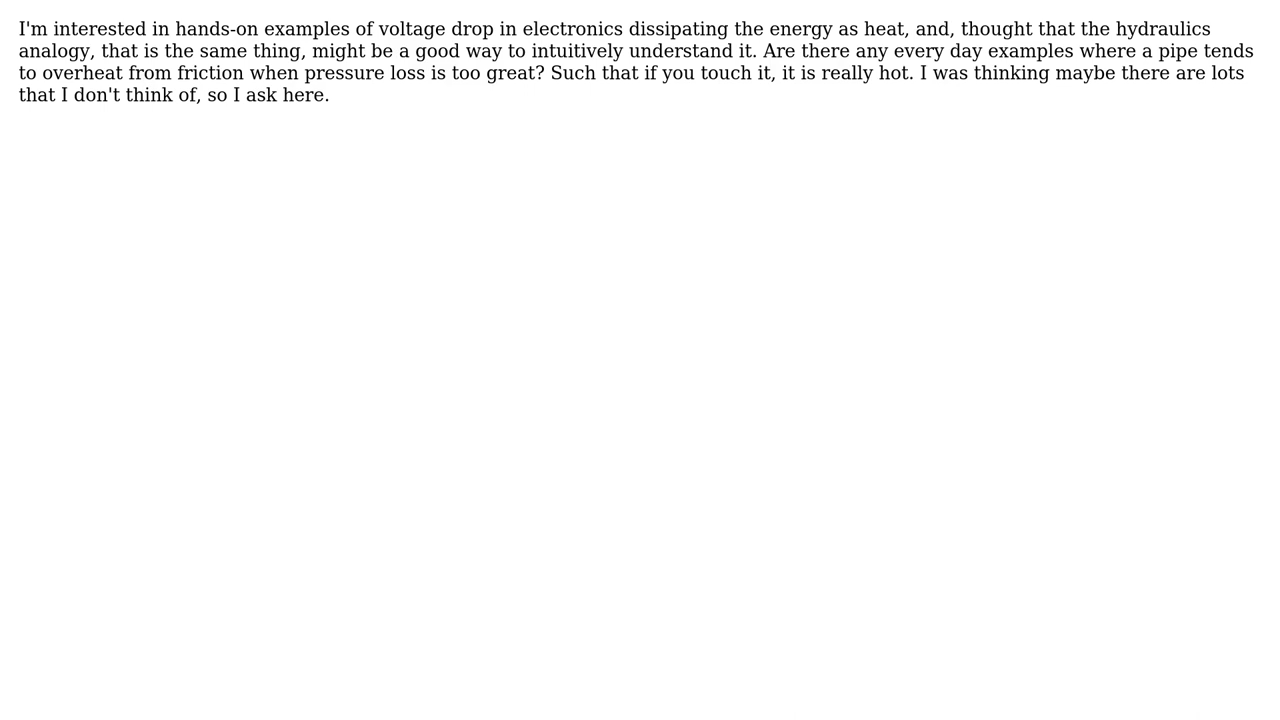 I'm interested in hands-on examples of voltage drop in electronics dissipating the energy as heat, and, thought that the hydraulics
analogy, that is the same thing, might be a good way to intuitively understand it. Are there any every day examples where a pipe tends
to overheat from friction when pressure loss is too great? Such that if you touch it, it is really hot. I was thinking maybe there are lots
that I don't think of, so I ask here.